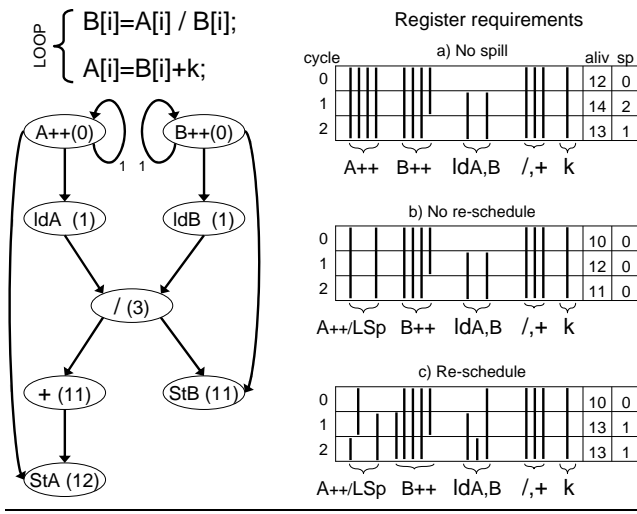 LOOP
B[i]=A[i] / B[i];
A[i]=B[i]+k;
A++(0)
B++(0)
1
1
ldA (1)
ldB (1)
/ (3)
+ (11)
StB (11)
StA (12)
Register requirements
a) No spill
cycle aliv sp
0 12 0
1 14 2
2 13 1
A++ B++ ldA,B /,+ k
b) No re-schedule
0 10 0
1 12 0
2 11 0
A++/LSp B++ ldA,B /,+ k
c) Re-schedule
0 10 0
1 13 1
2 13 1
A++/LSp B++ ldA,B /,+ k